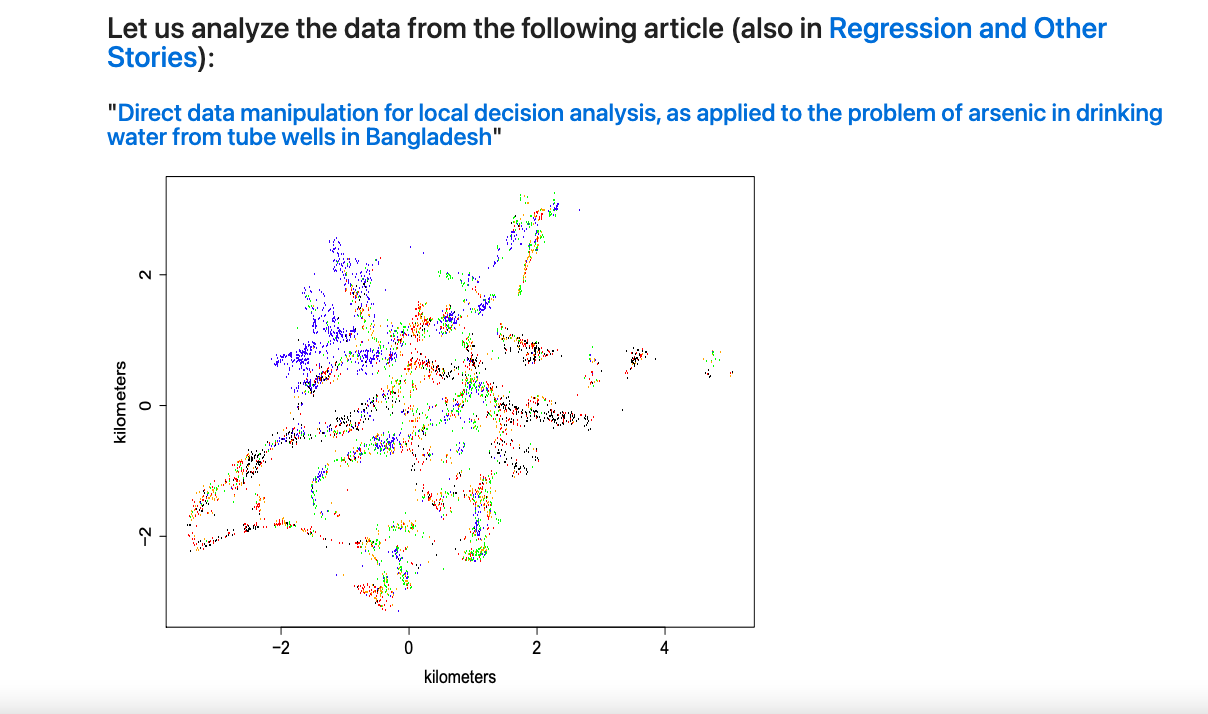 Let us analyze the data from the following article (also in Regression and Other
Stories):
"Direct data manipulation for local decision analysis, as applied to the problem of arsenic in drinking
water from tube wells in Bangladesh"
2
0
−2
kilometers
−2 0 2 4
kilometers